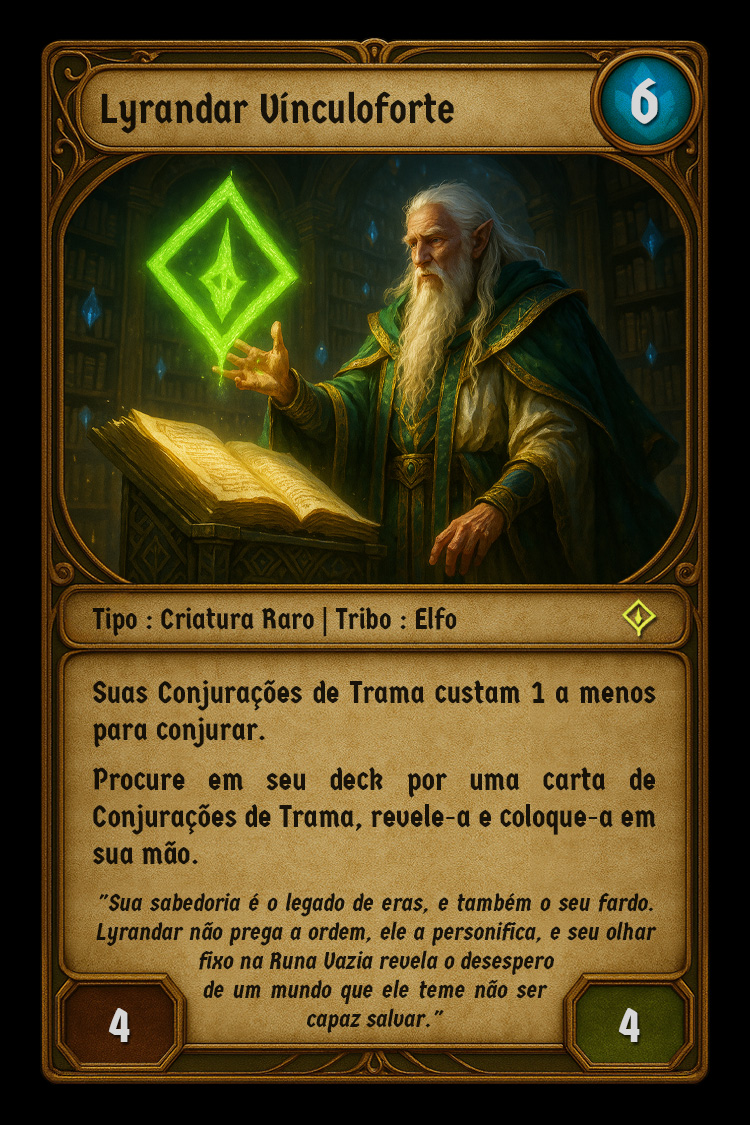 Lyrandar Vínculoforte
6
Tipo : Criatura Raro | Tribo : Elfo
Suas Conjurações de Trama custam 1 a menos
para conjurar.
Procure em seu deck por uma carta de
Conjurações de Trama, revele-a e coloque-a em
sua mão.
"Sua sabedoria é o legado de eras, e também o seu fardo.
Lyrandar não prega a ordem, ele a personifica, e seu olhar
fixo na Runa Vazia revela o desespero
de um mundo que ele teme não ser
capaz salvar."
4
4